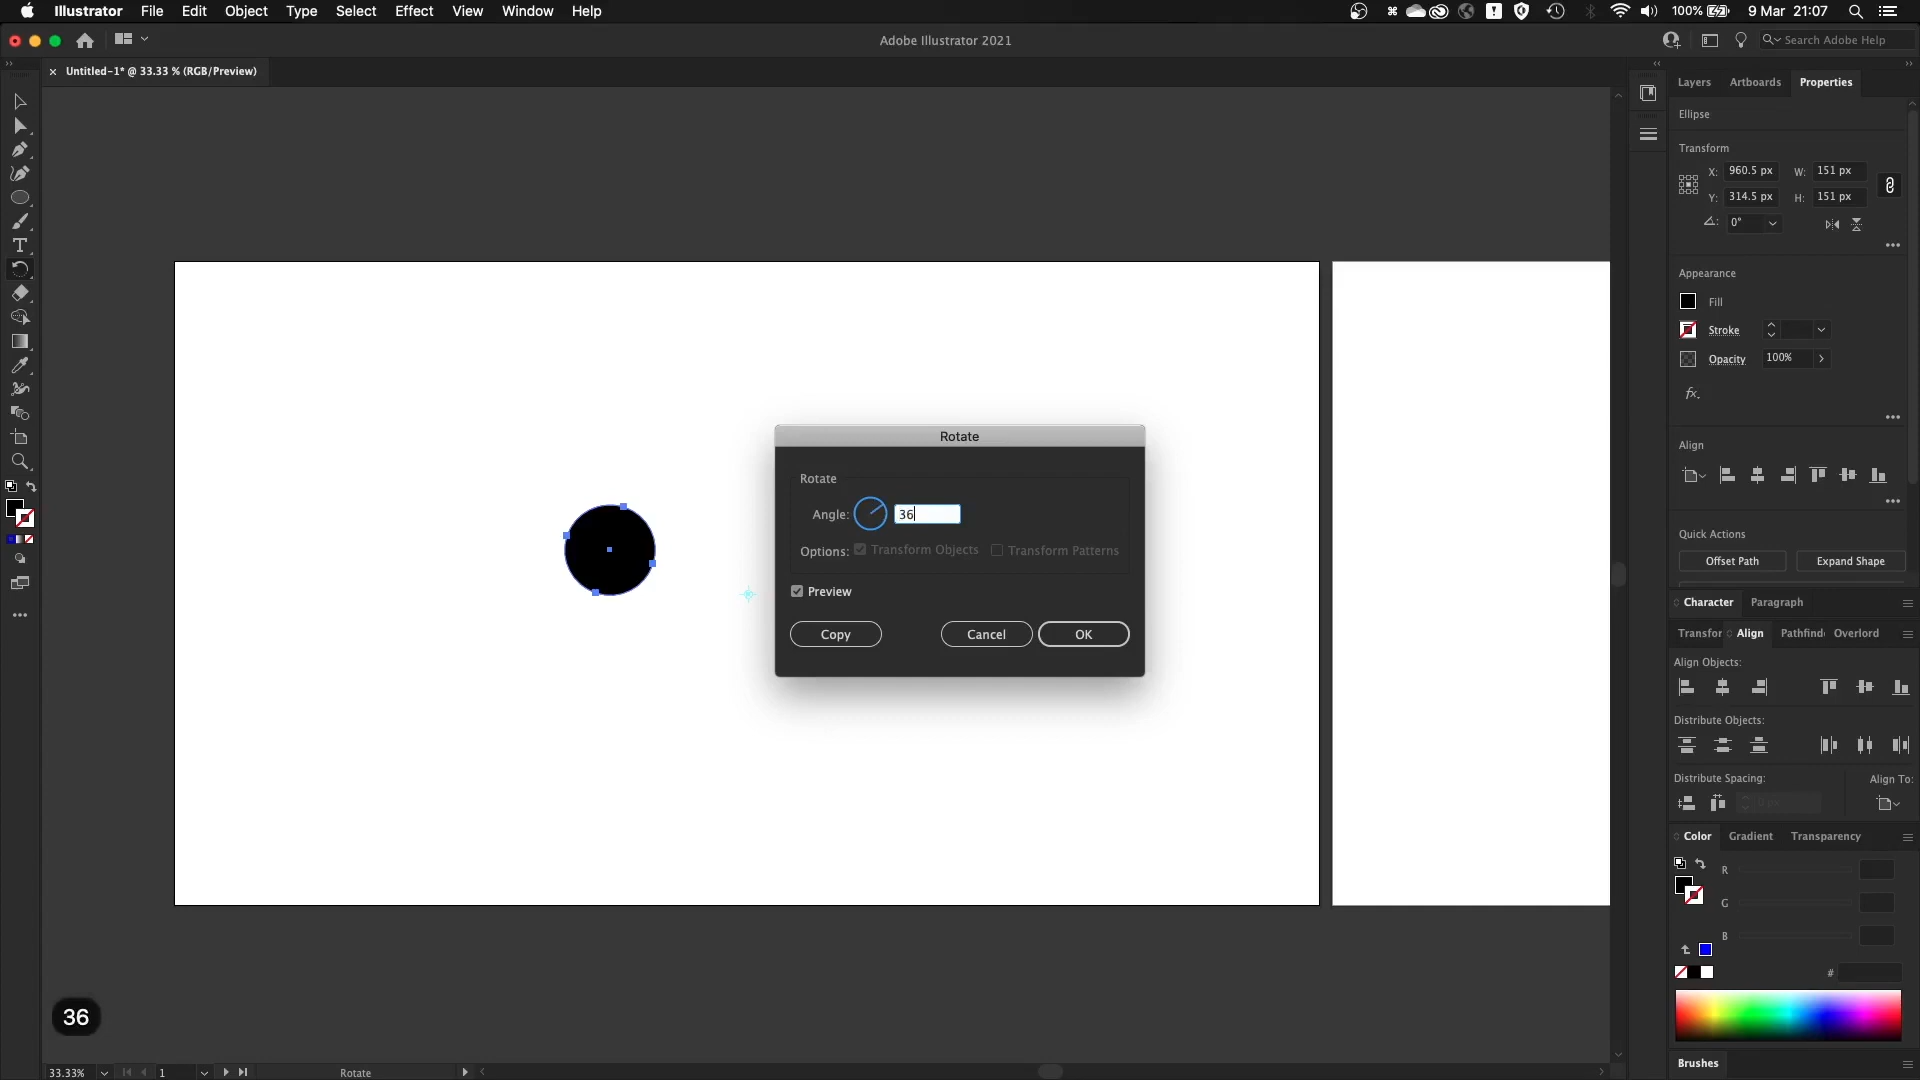 Illustrator File Edit Object Type Select Effect View Window Help 100% 9 Mar 21:07
Adobe Illustrator 2021 Search Adobe Help
× Untitled-1* @ 33.33 % (RGB/Preview)
Layers Artboards Properties
Ellipse
Transform
X: 960.5 px W: 151 px
Y: 314.5 px H: 151 px
0°
Appearance
Fill
Stroke
Opacity 100%
fx.
Align
Quick Actions
Offset Path Expand Shape
Character Paragraph
Transfor Align Pathfind Overlord
Align Objects:
Distribute Objects:
Distribute Spacing: Align To:
0 px
Color Gradient Transparency
R
G
B
#
Brushes
Rotate
Rotate
Angle: 36
Options: Transform Objects Transform Patterns
Preview
Copy Cancel OK
36
33.33% 1 Rotate